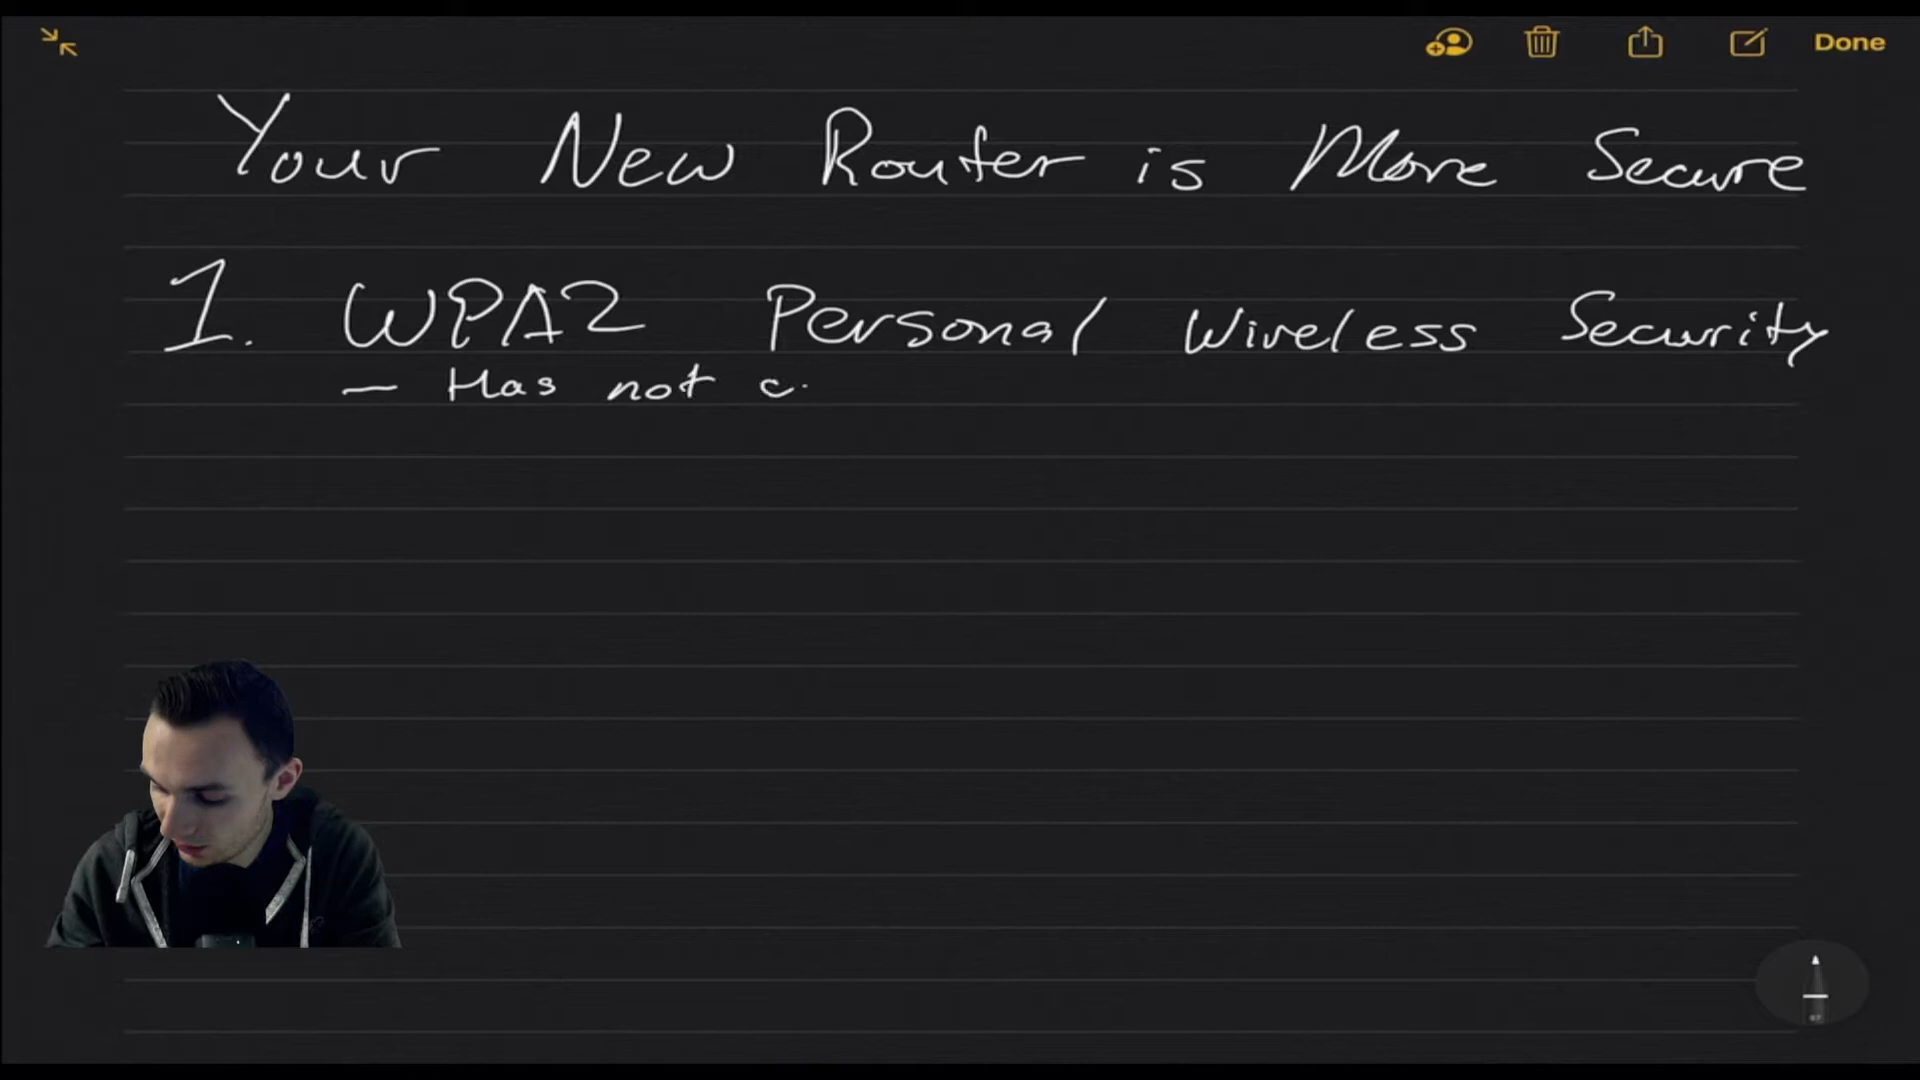 Done
Your New Router is More Secure
1. WPA2 Personal Wireless Security
— Has not